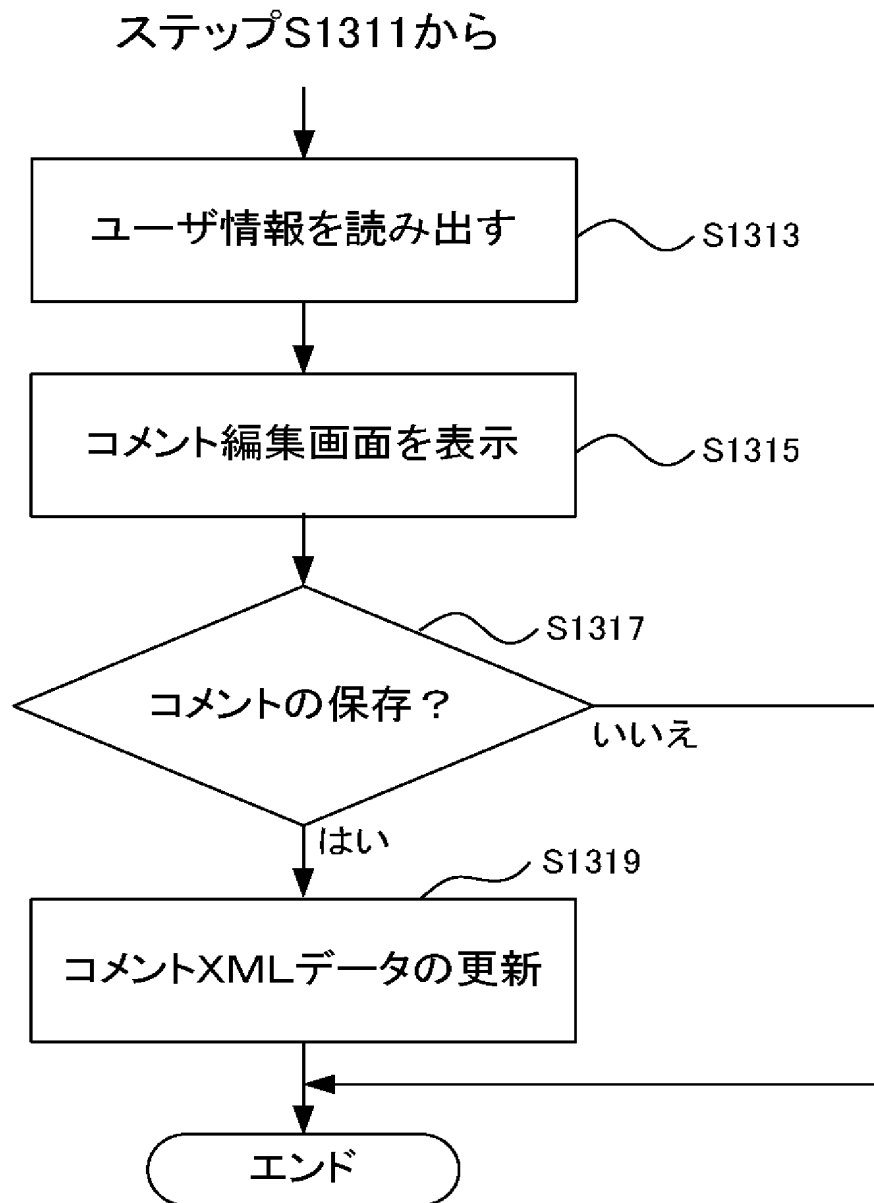 ステップS1311から
ユーザ情報を読み出す
S1313
コメント編集画面を表示
S1315
S1317
コメントの保存？
いいえ
はい
S1319
コメントXMLデータの更新
エンド